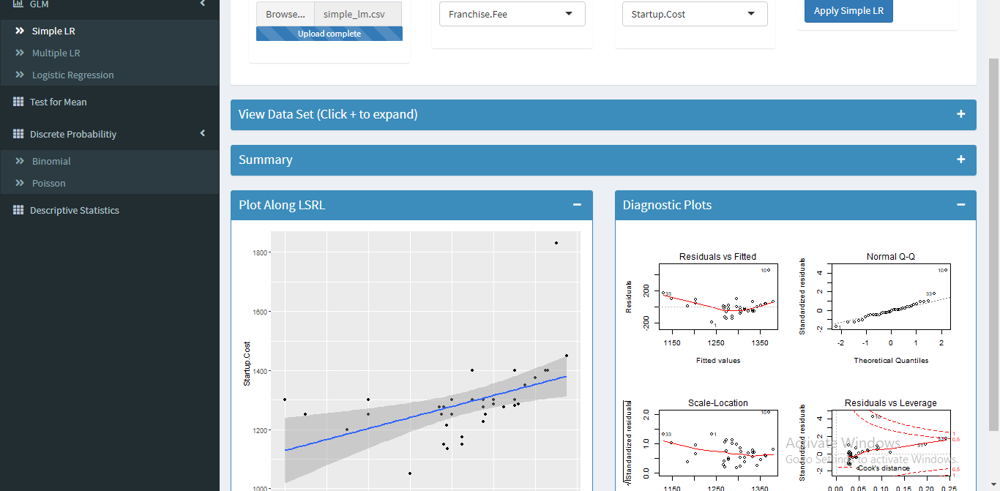 GLM
Simple LR
Multiple LR
Logistic Regression
Test for Mean
Discrete Probabilitiy
Binomial
Poisson
Descriptive Statistics
Browse... simple_lm.csv
Upload complete
Franchise.Fee
Startup.Cost
Apply Simple LR
View Data Set (Click + to expand)
Summary
Plot Along LSRL
Startup.Cost
1800
1600
1400
1200
1000
Diagnostic Plots
Residuals vs Fitted
Residuals
200
-200
10
33
1
1150 1250 1350
Fitted values
Normal Q-Q
Standardized residuals
4
2
0
-2
10
33
1
-2 -1 0 1 2
Theoretical Quantiles
Scale-Location
2.0
1.0
0.0
10
33
1
1150 1250 1350
Residuals vs Leverage
Standardized residuals
4
2
0
-2
10
33
31
1
0.5
0.5
1
Cook's distance
0.00 0.05 0.10 0.15 0.20 0.25
Activate Windows
Go to Settings to activate Windows.